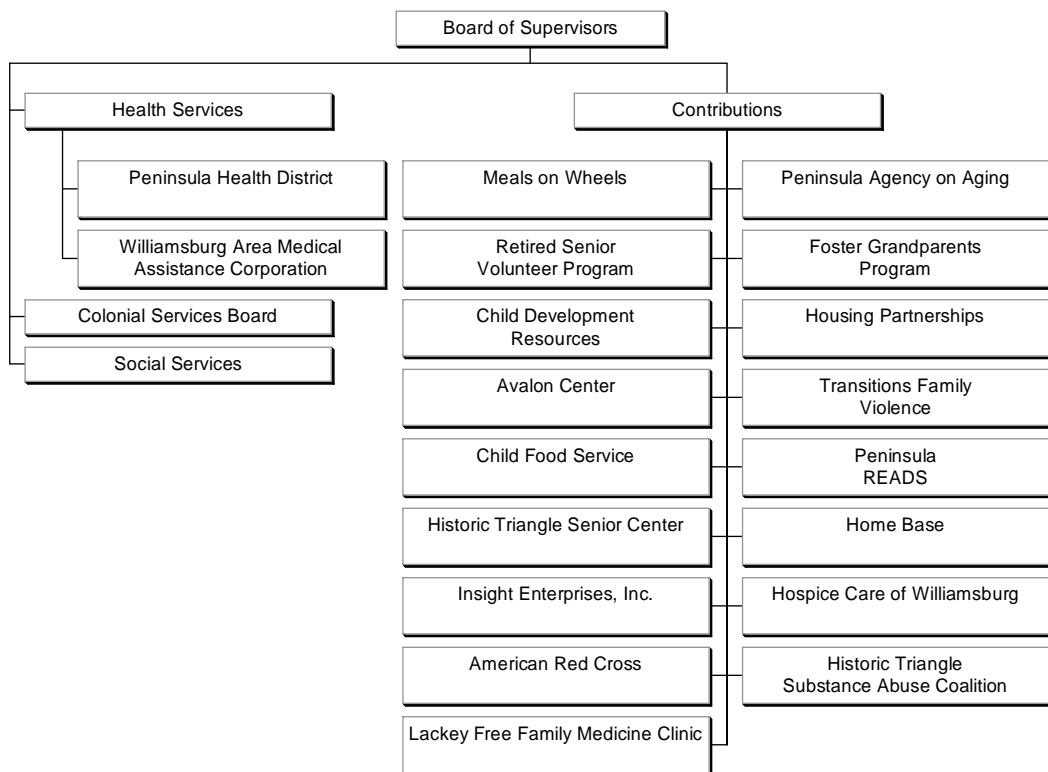 Board of Supervisors
Health Services
Contributions
Peninsula Health District
Meals on Wheels
Peninsula Agency on Aging
Williamsburg Area Medical
Assistance Corporation
Retired Senior
Volunteer Program
Foster Grandparents
Program
Colonial Services Board
Child Development
Resources
Housing Partnerships
Social Services
Avalon Center
Transitions Family
Violence
Child Food Service
Peninsula
READS
Historic Triangle Senior Center
Home Base
Insight Enterprises, Inc.
Hospice Care of Williamsburg
American Red Cross
Historic Triangle
Substance Abuse Coalition
Lackey Free Family Medicine Clinic